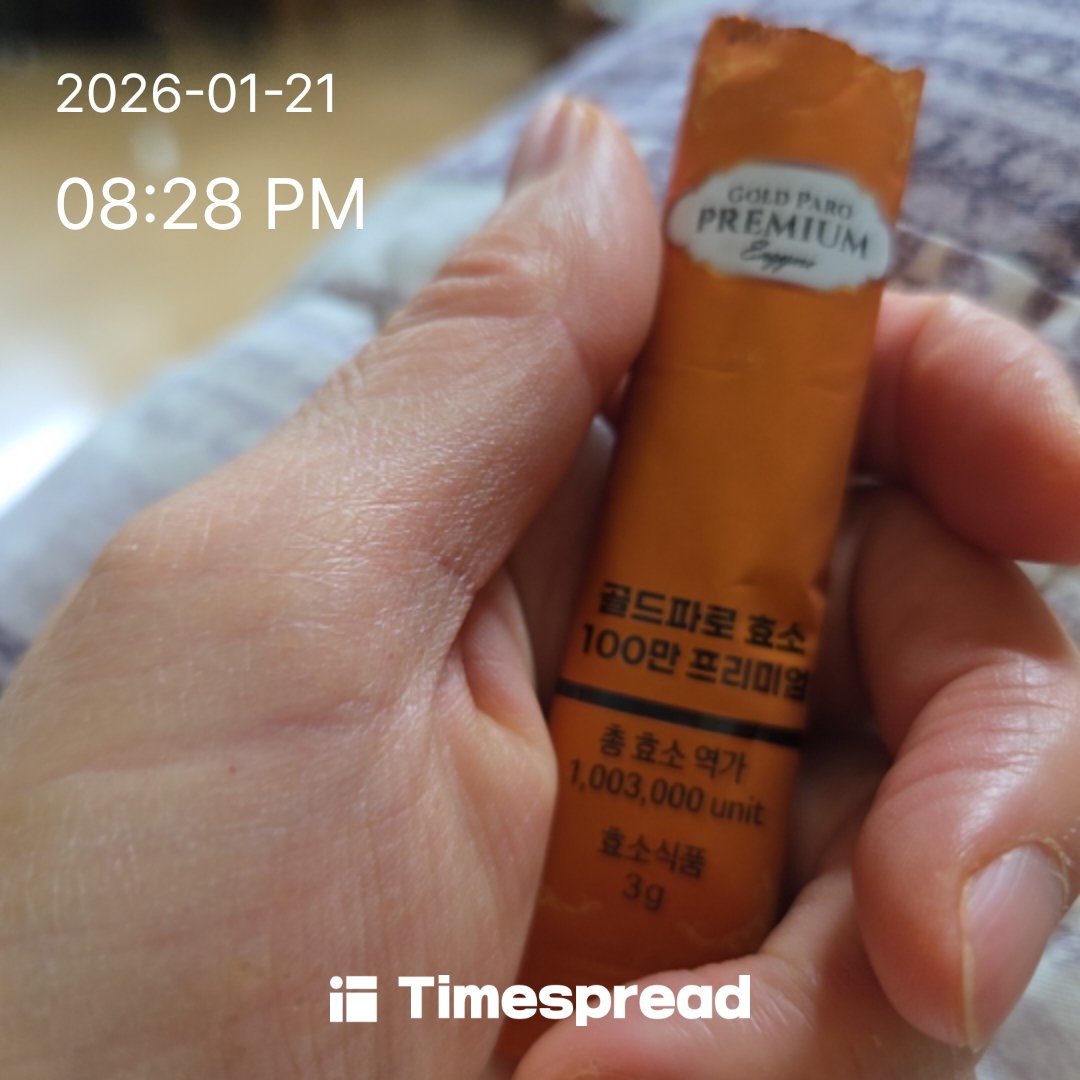 2026-01-21
08:28 PM
GOLD PARO
PREMIUM
Enzyme
골드파로 효소
100만 프리미엄
총 효소 역가
1,003,000 unit
효소식품
3g
Timespread